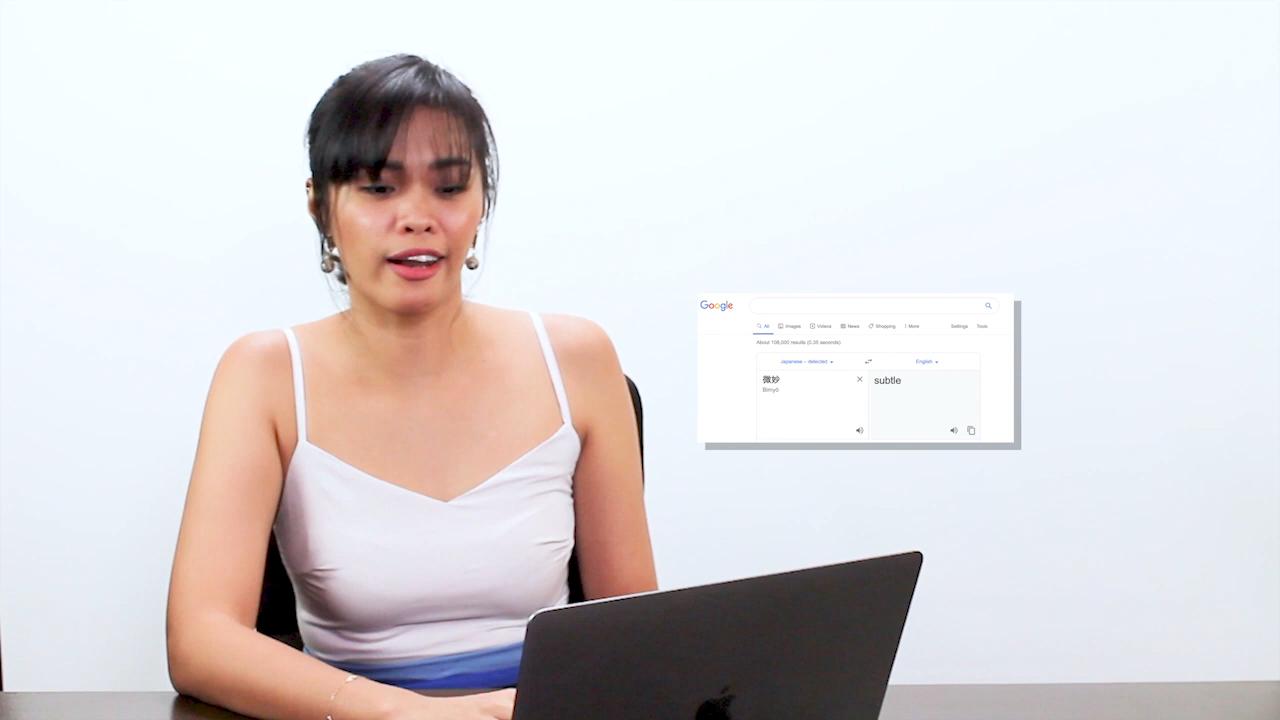 Google
All Images Videos News Shopping More Settings Tools
About 108,000 results (0.35 seconds)
Japanese - detected English
微妙 subtle
Bimyō